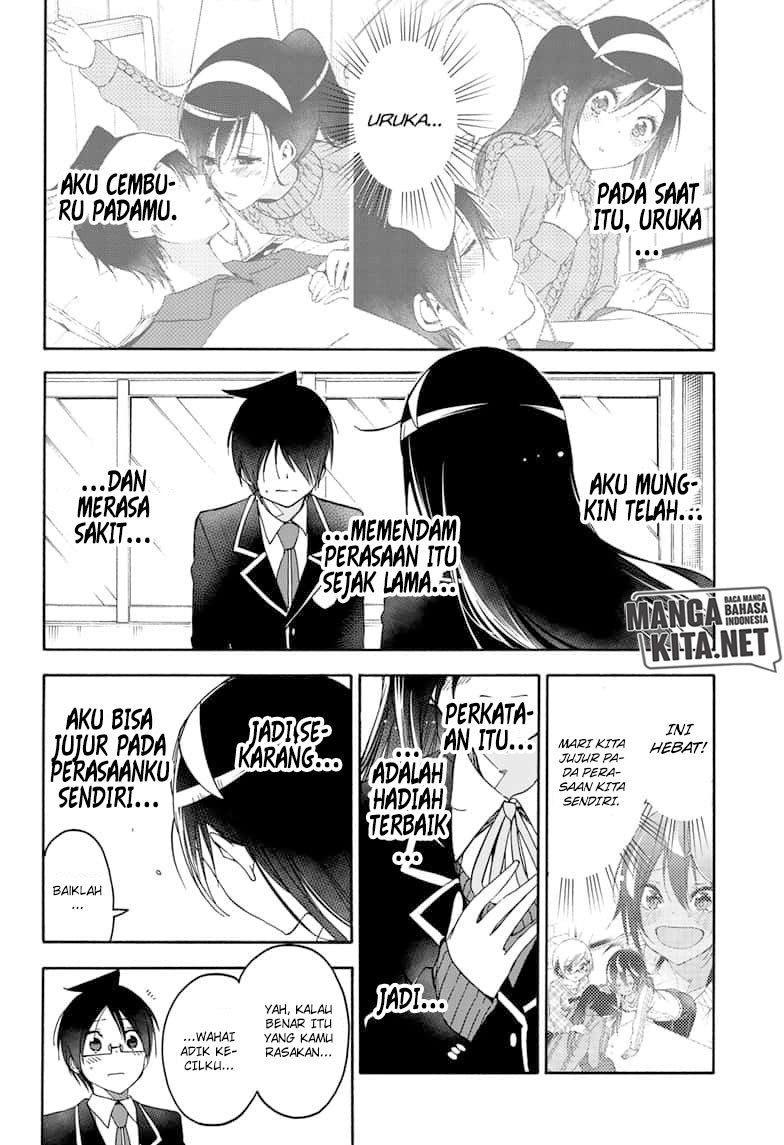 PADA SAAT
ITU, URUKA
...
URUKA...
AKU CEMBU-
RU PADAMU.
AKU MUNG-
KIN TELAH...
...MEMENDAM
PERASAAN ITU
SEJAK LAMA...
...DAN
MERASA
SAKIT...
MANGA
KITA.NET
BACA MANGA
BAHASA
INDONESIA
INI
HEBAT!
MARI KITA
JUJUR PA-
DA PERA-
SAAN KITA
SENDIRI.
PERKATA-
AN ITU...
...
ADALAH
HADIAH
TERBAIK
...
JADI...
JADI SE-
KARANG...
AKU BISA
JUJUR PADA
PERASAANKU
SENDIRI...
BAIKLAH
...
YAH, KALAU
BENAR ITU
YANG KAMU
RASAKAN...
...WAHAI
ADIK KE-
CILKU...